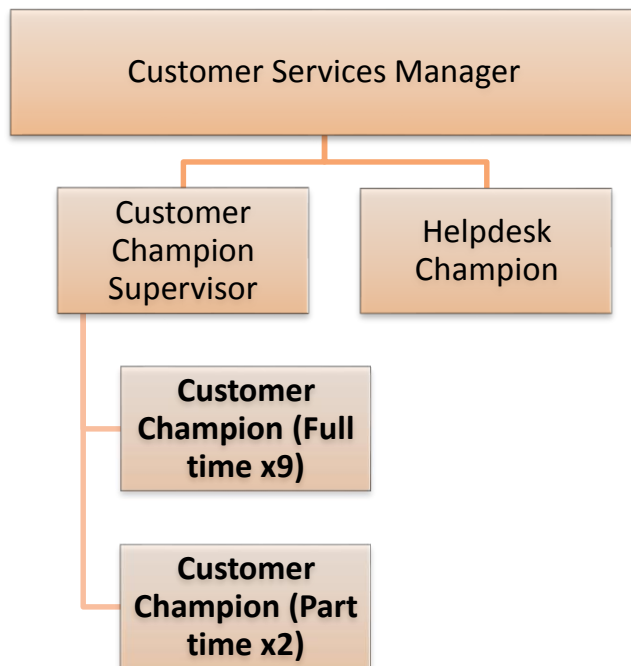 Customer Services Manager
Customer
Champion
Supervisor
Helpdesk
Champion
Customer
Champion (Full
time x9)
Customer
Champion (Part
time x2)